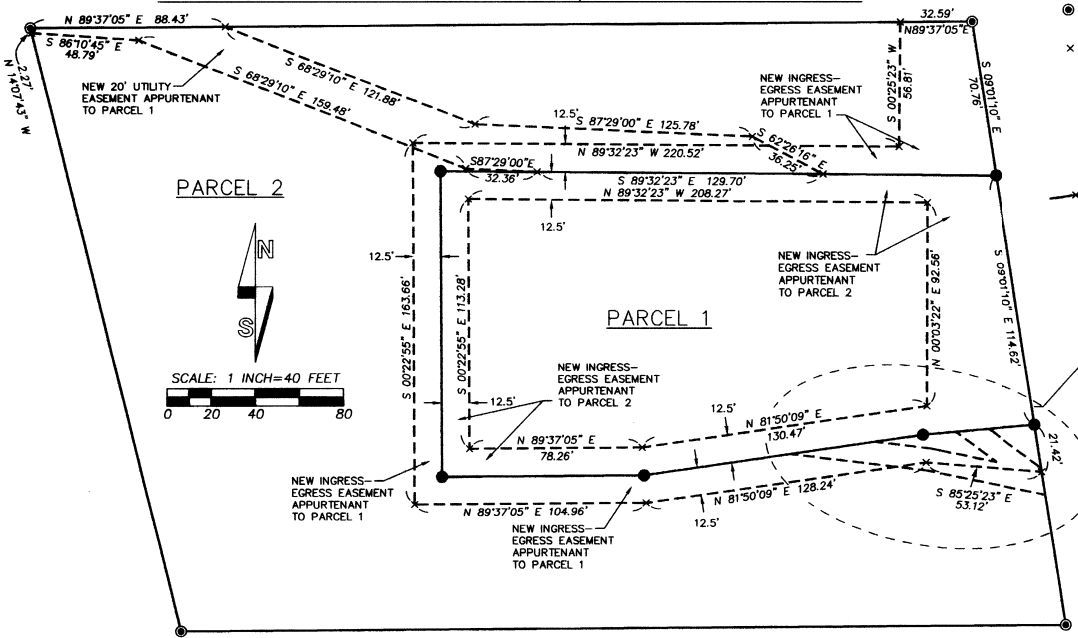 N 89°37'05" E 88.43'
32.59'
N89°37'05"E
S 86°10'45" E
48.79'
2.27'
N 14°07'43" W
NEW 20' UTILITY
EASEMENT APPURTENANT
TO PARCEL 1
S 68°29'10" E 121.88'
S 68°29'10" E 159.48'
12.5'
S 87°29'00" E 125.78'
NEW INGRESS-
EGRESS EASEMENT
APPURTENANT
TO PARCEL 1
S 00°25'23" W
56.81'
S 09°01'10" E
70.76'
N 89°32'23" W 220.52'
S 62°26'16" E
36.25'
S87°29'00"E
32.36'
S 89°32'23" E 129.70'
N 89°32'23" W 208.27'
12.5'
PARCEL 2
N
S
SCALE: 1 INCH=40 FEET
0 20 40 80
12.5'
S 00°22'55" E 163.66'
S 00°22'55" E 113.28'
12.5'
PARCEL 1
NEW INGRESS-
EGRESS EASEMENT
APPURTENANT
TO PARCEL 2
N 00°03'22" E 92.56'
S 09°01'10" E 114.62'
NEW INGRESS-
EGRESS EASEMENT
APPURTENANT
TO PARCEL 2
N 89°37'05" E
78.26'
12.5'
N 81°50'09" E
130.47'
21.42'
S 85°25'23" E
53.12'
N 81°50'09" E 128.24'
12.5'
N 89°37'05" E 104.96'
NEW INGRESS-
EGRESS EASEMENT
APPURTENANT
TO PARCEL 1
NEW INGRESS-
EGRESS EASEMENT
APPURTENANT
TO PARCEL 1